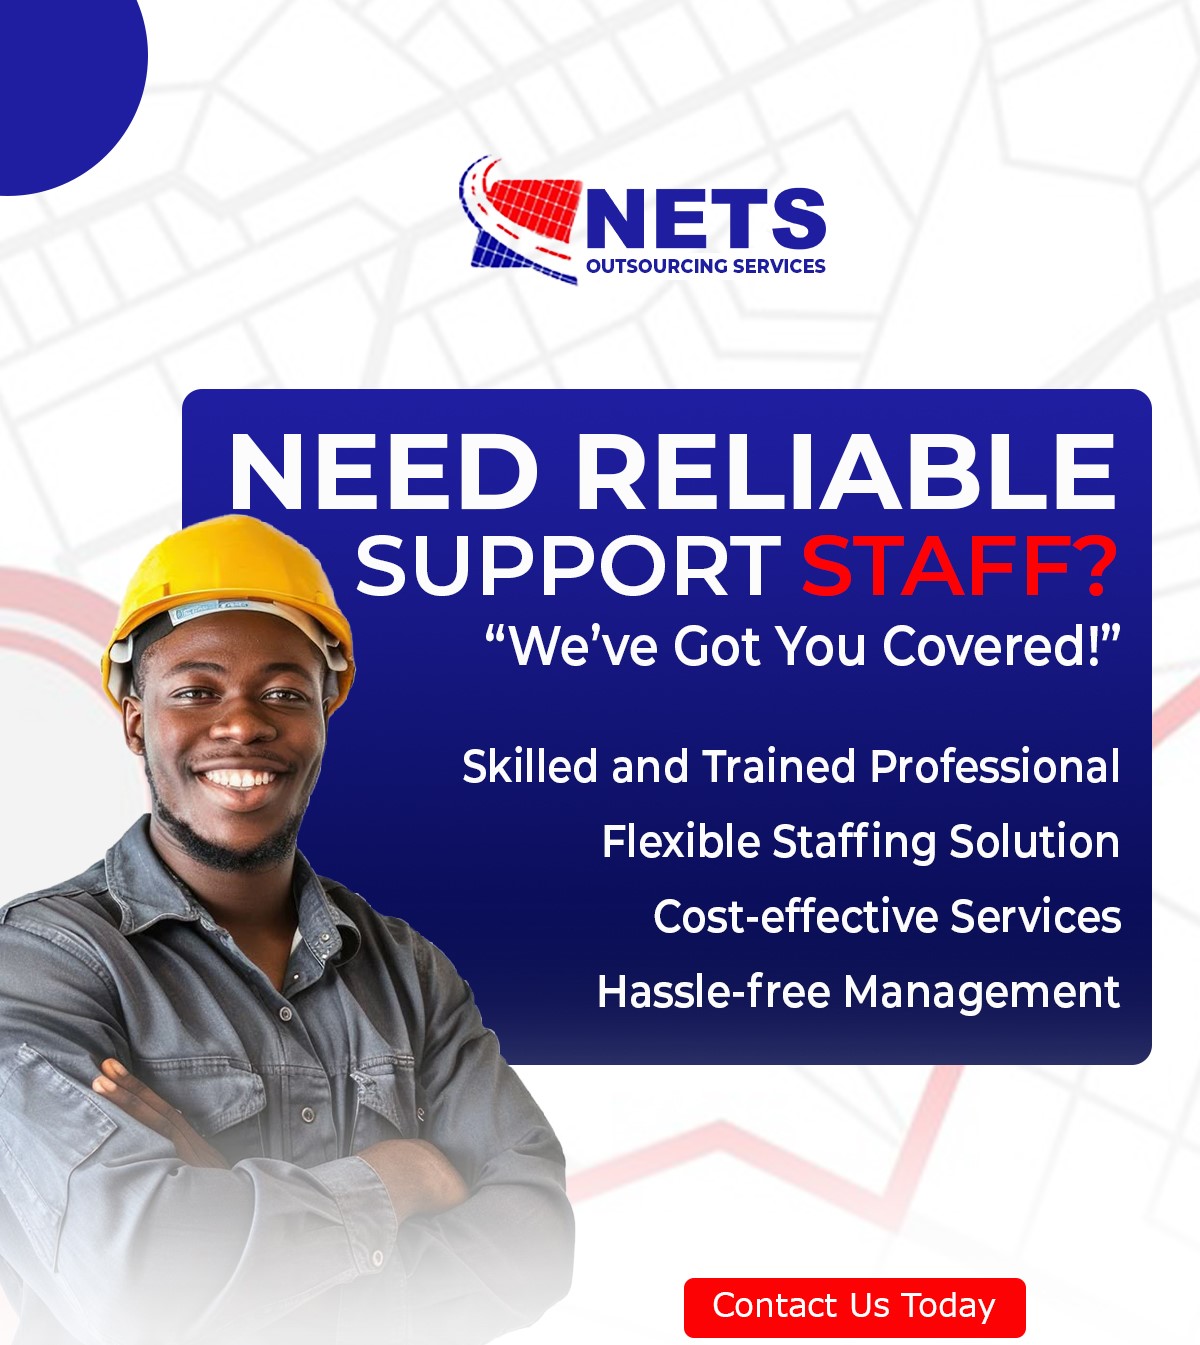 NETS
OUTSOURCING SERVICES
NEED RELIABLE
SUPPORT STAFF?
“We’ve Got You Covered!”
Skilled and Trained Professional
Flexible Staffing Solution
Cost-effective Services
Hassle-free Management
Contact Us Today